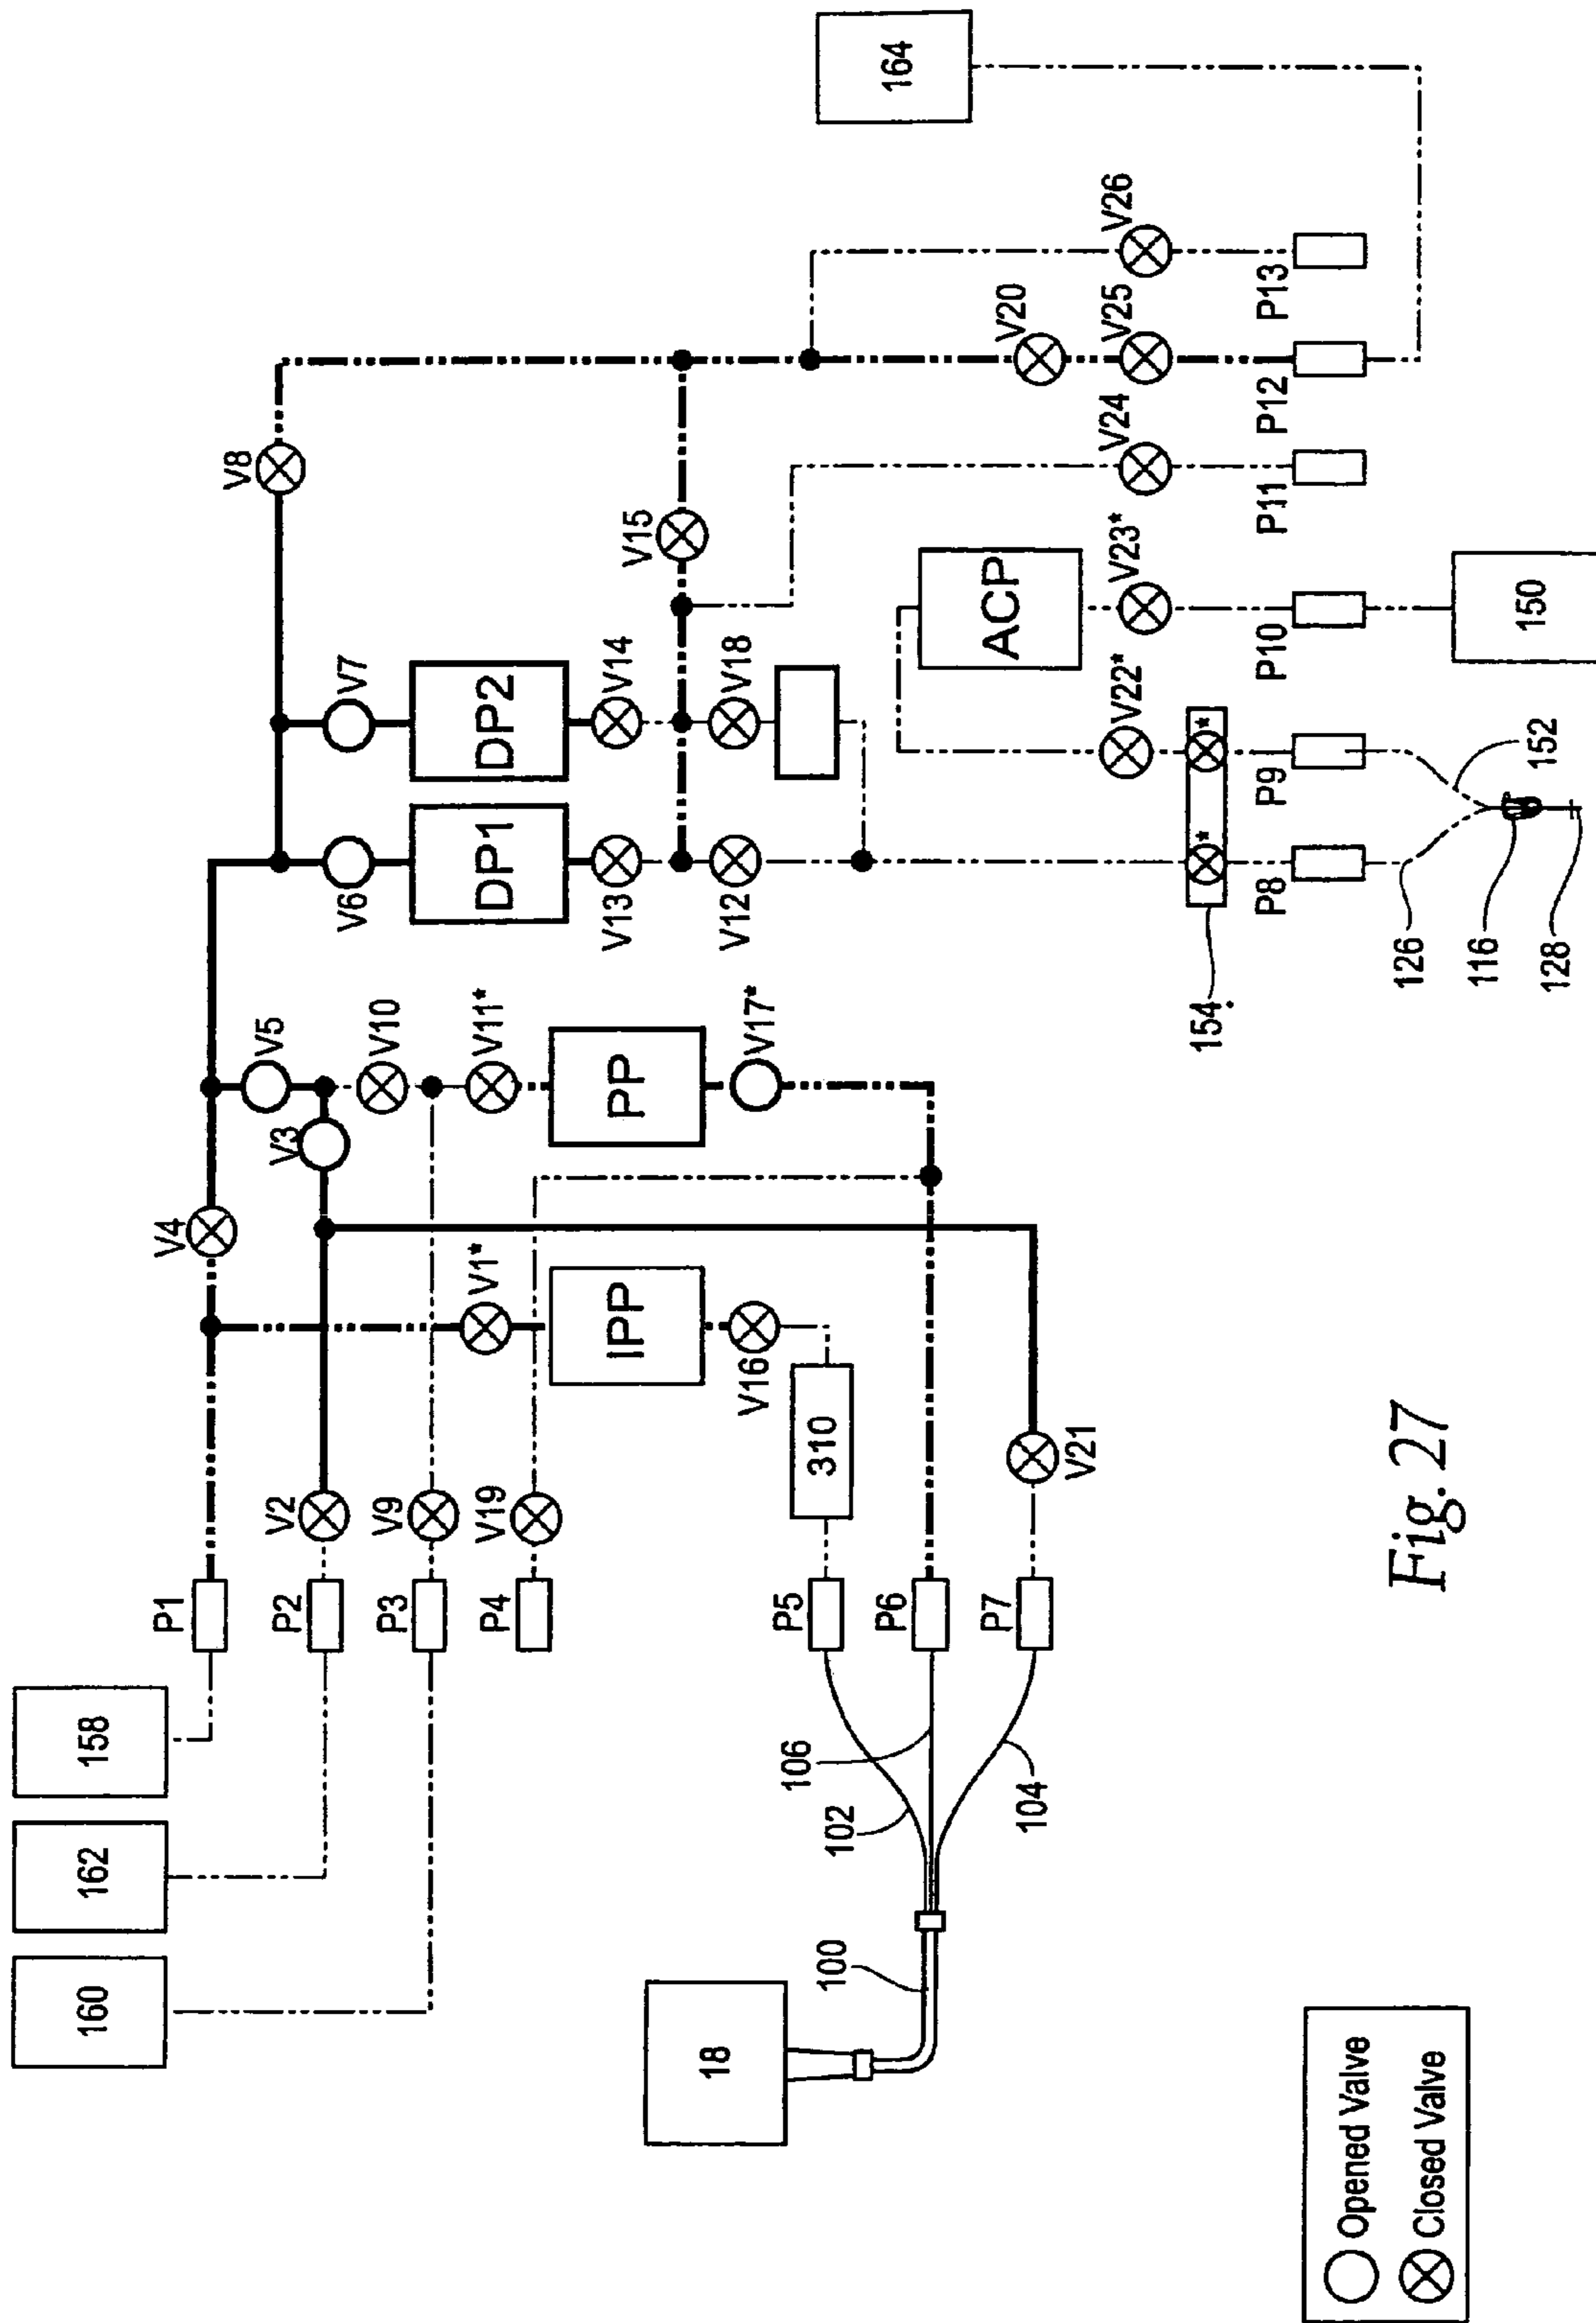 160
162
158
P1
P2
P3
P4
V2
V9
V19
V4
V3
V5
V10
V11*
V1*
IPP
PP
V17*
V16
310
P5
P6
P7
V21
102
106
104
100
18
V6
V7
V8
DP1
DP2
V13
V14
V15
V12
V18
ACP
V22*
V23*
V24
V20
V25
V26
154
*
*
P8
P9
P10
P11
P12
P13
126
116
128
152
150
164
Opened Valve
Closed Valve
Fig. 27